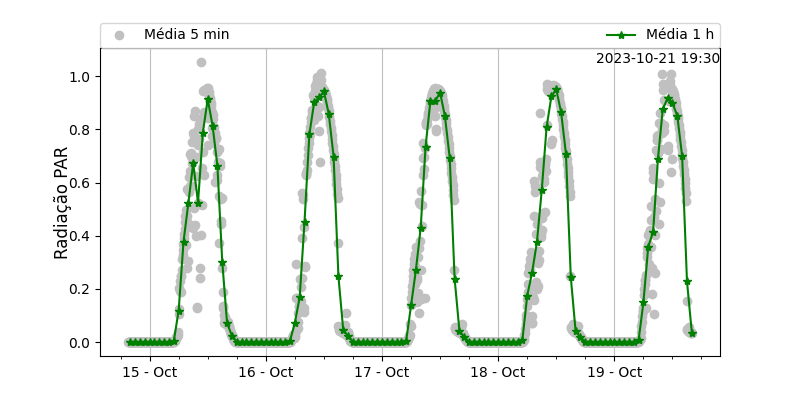 Média 5 min
Média 1 h
2023-10-21 19:30
Radiação PAR
1.0
0.8
0.6
0.4
0.2
0.0
15 - Oct
16 - Oct
17 - Oct
18 - Oct
19 - Oct